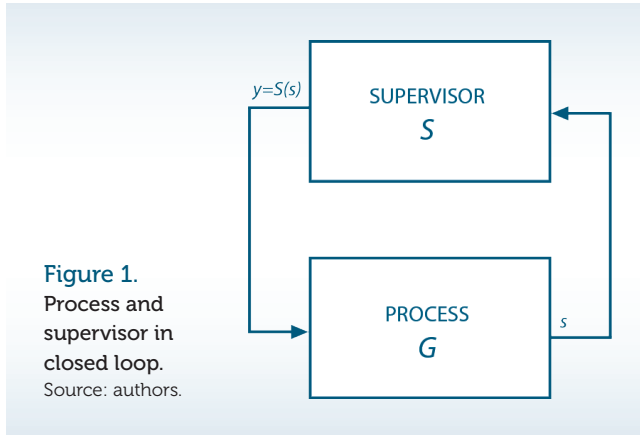 y=S(s)
SUPERVISOR
S
Figure 1.
Process and
supervisor in
closed loop.
Source: authors.
PROCESS
G
s